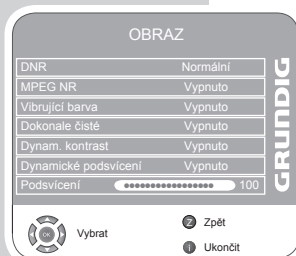 OBRAZ
DNR Normální
MPEG NR Vypnuto
Vibrující barva Vypnuto
Dokonale čisté Vypnuto
Dynam. kontrast Vypnuto
Dynamické podsvícení Vypnuto
Podsvícení 100
GRUNDIG
OK
Vybrat
Z Zpět
i Ukončit